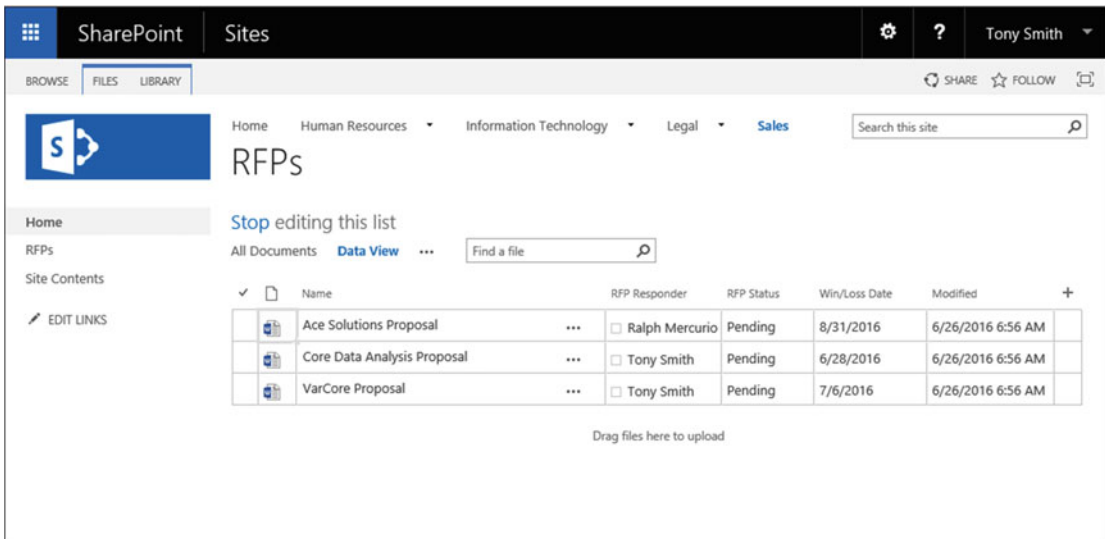 SharePoint Sites ? Tony Smith
BROWSE FILES LIBRARY SHARE FOLLOW
S
Home Human Resources Information Technology Legal Sales Search this site
RFPs
Home
RFPs
Site Contents
EDIT LINKS
Stop editing this list
All Documents Data View ••• Find a file
Name RFP Responder RFP Status Win/Loss Date Modified +
Ace Solutions Proposal ••• Ralph Mercurio Pending 8/31/2016 6/26/2016 6:56 AM
Core Data Analysis Proposal ••• Tony Smith Pending 6/28/2016 6/26/2016 6:56 AM
VarCore Proposal ••• Tony Smith Pending 7/6/2016 6/26/2016 6:56 AM
Drag files here to upload